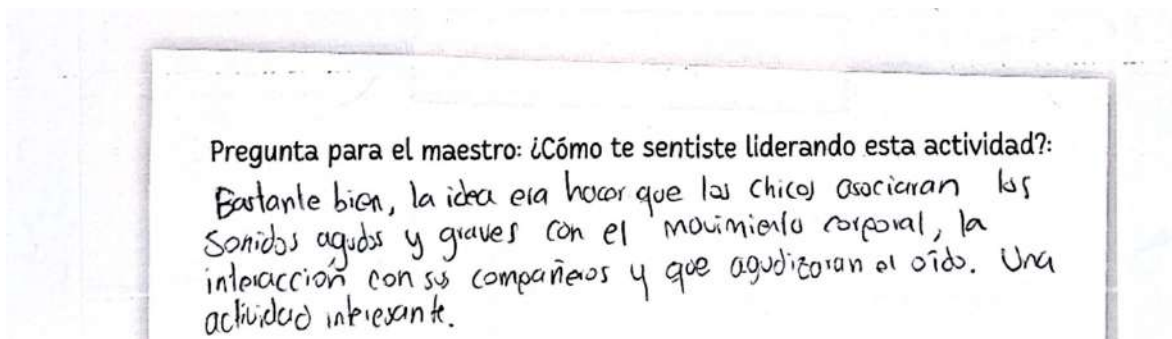 Pregunta para el maestro: ¿Cómo te sentiste liderando esta actividad?:
Bastante bien, la idea era hacer que los chicos asociaran los
sonidos agudos y graves con el movimiento corporal, la
interacción con sus compañeros y que agudizaran el oído. Una
actividad interesante.